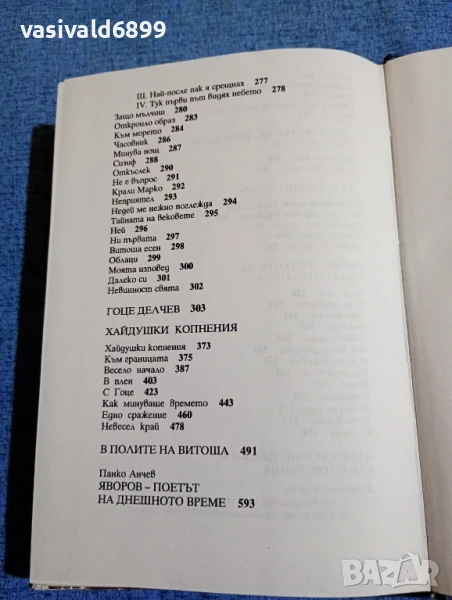 vasivald6899
III. Най-после пак я срещнах 277
IV. Тук първи път видях небето 278
Защо мълчиш 280
Откроило образ 283
Към морето 284
Часовник 286
Минува нощ 287
Сизиф 288
Откъслек 290
Не е въпрос 291
Крали Марко 292
Неприятел 293
Недей ме нежно поглежда 294
Тайната на вековете 295
Ней 296
Ни първата 297
Витоша есен 298
Облаци 299
Моята изповед 300
Далеко си 301
Невинност свята 302
ГОЦЕ ДЕЛЧЕВ 303
ХАЙДУШКИ КОПНЕНИЯ
Хайдушки копнения 373
Към границата 375
Весело начало 387
В плен 403
С Гоце 423
Как минуваше времето 443
Едно сражение 460
Невесел край 478
В ПОЛИТЕ НА ВИТОША 491
Панко Анчев
ЯВОРОВ – ПОЕТЪТ
НА ДНЕШНОТО ВРЕМЕ 593
BAZAR